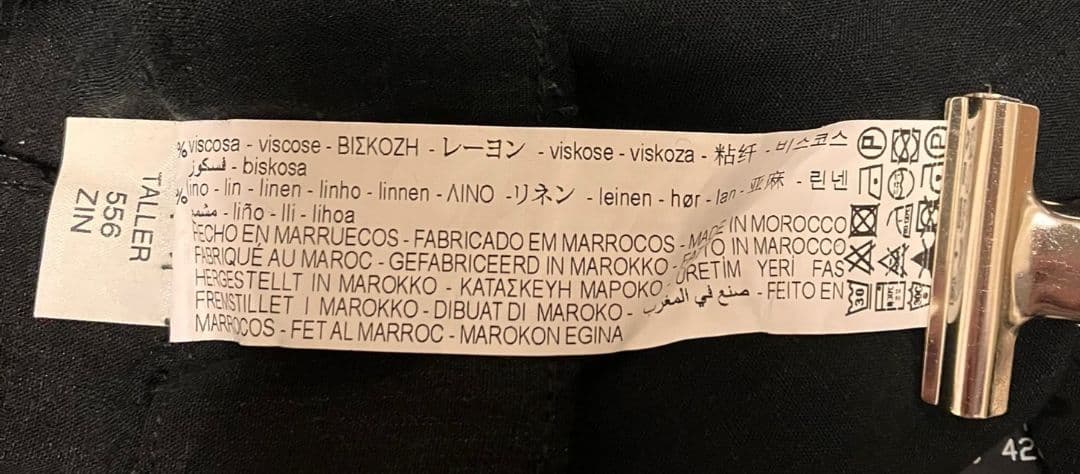 TALLER
556
ZIN
% viscosa - viscose - ΒΙΣΚΟΖΗ - レーヨン - viskose - viskoza - 粘纤 - 비스코스
فسكوز - biskosa
% lino - lin - linen - linho - linnen - ΛΙΝΟ -リネン - leinen - hør - lan - 亚麻 - 린넨
- liño - lli - lihoa
HECHO EN MARRUECOS - FABRICADO EM MARROCOS - MADE IN MOROCCO
FABRIQUÉ AU MAROC - GEFABRICEERD IN MAROKKO - FATTO IN MAROCCO
HERGESTELLT IN MAROKKO - ΚΑΤΑΣΚΕΥΗ ΜΑΡΟΚΟ - ÜRETİM YERİ FAS
FREMSTILLET I MAROKKO - DIBUAT DI MAROKO - صنع في المغرب - FEITO EN
MARROCOS - FET AL MARROC - MAROKON EGINA
P
30
42